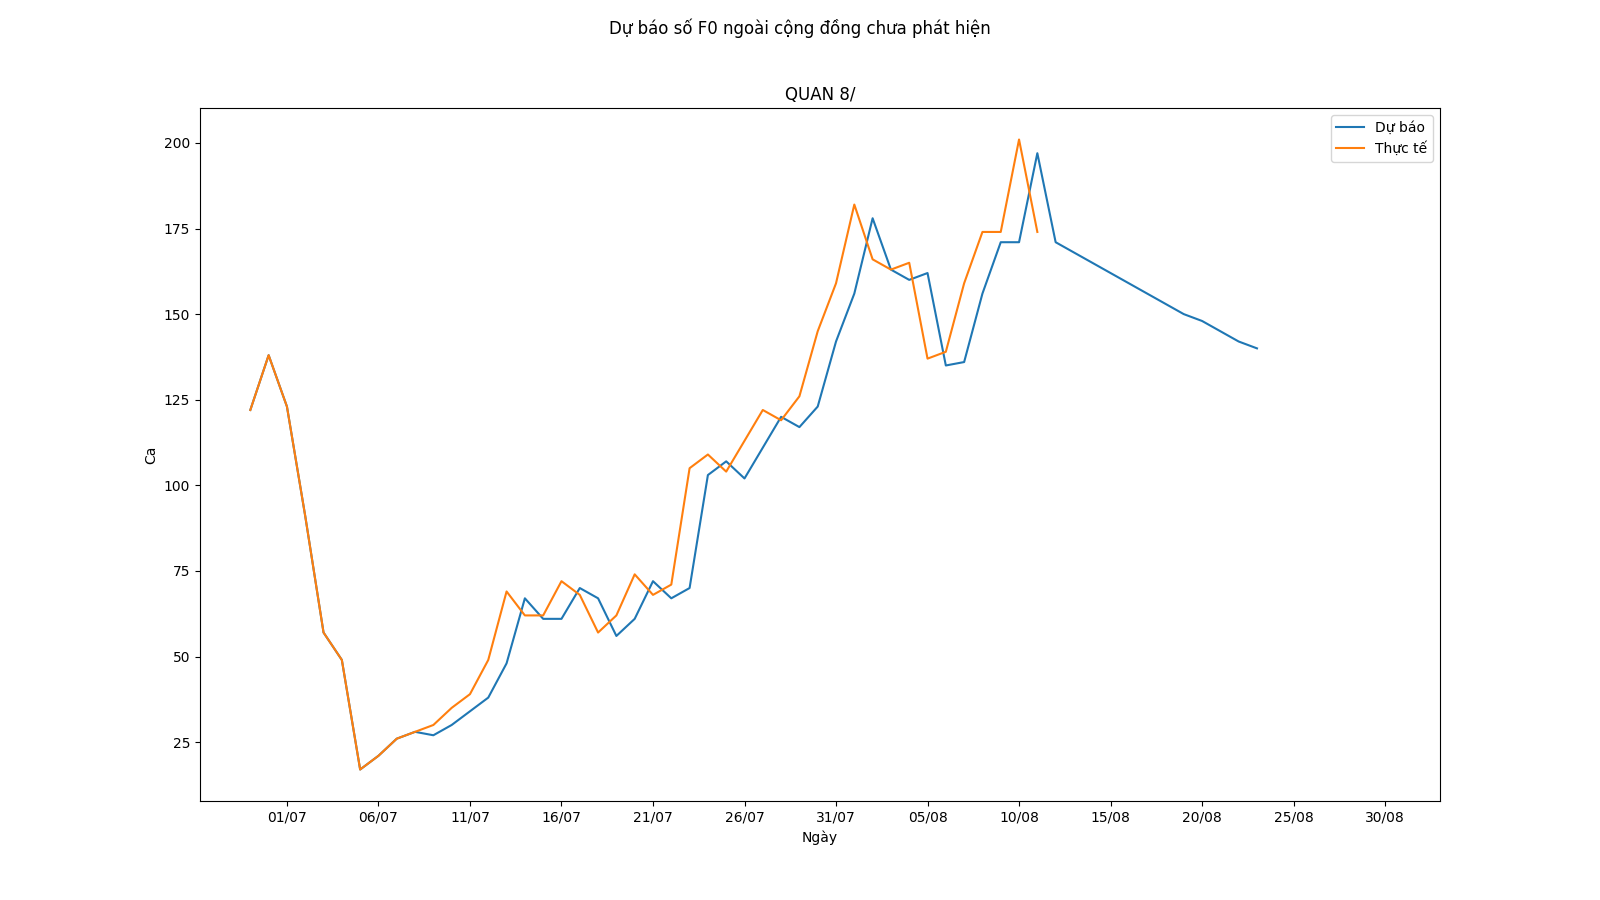 Dự báo số F0 ngoài cộng đồng chưa phát hiện
QUAN 8/
Dự báo
Thực tế
200
175
150
125
100
75
50
25
Ca
01/07 06/07 11/07 16/07 21/07 26/07 31/07 05/08 10/08 15/08 20/08 25/08 30/08
Ngày